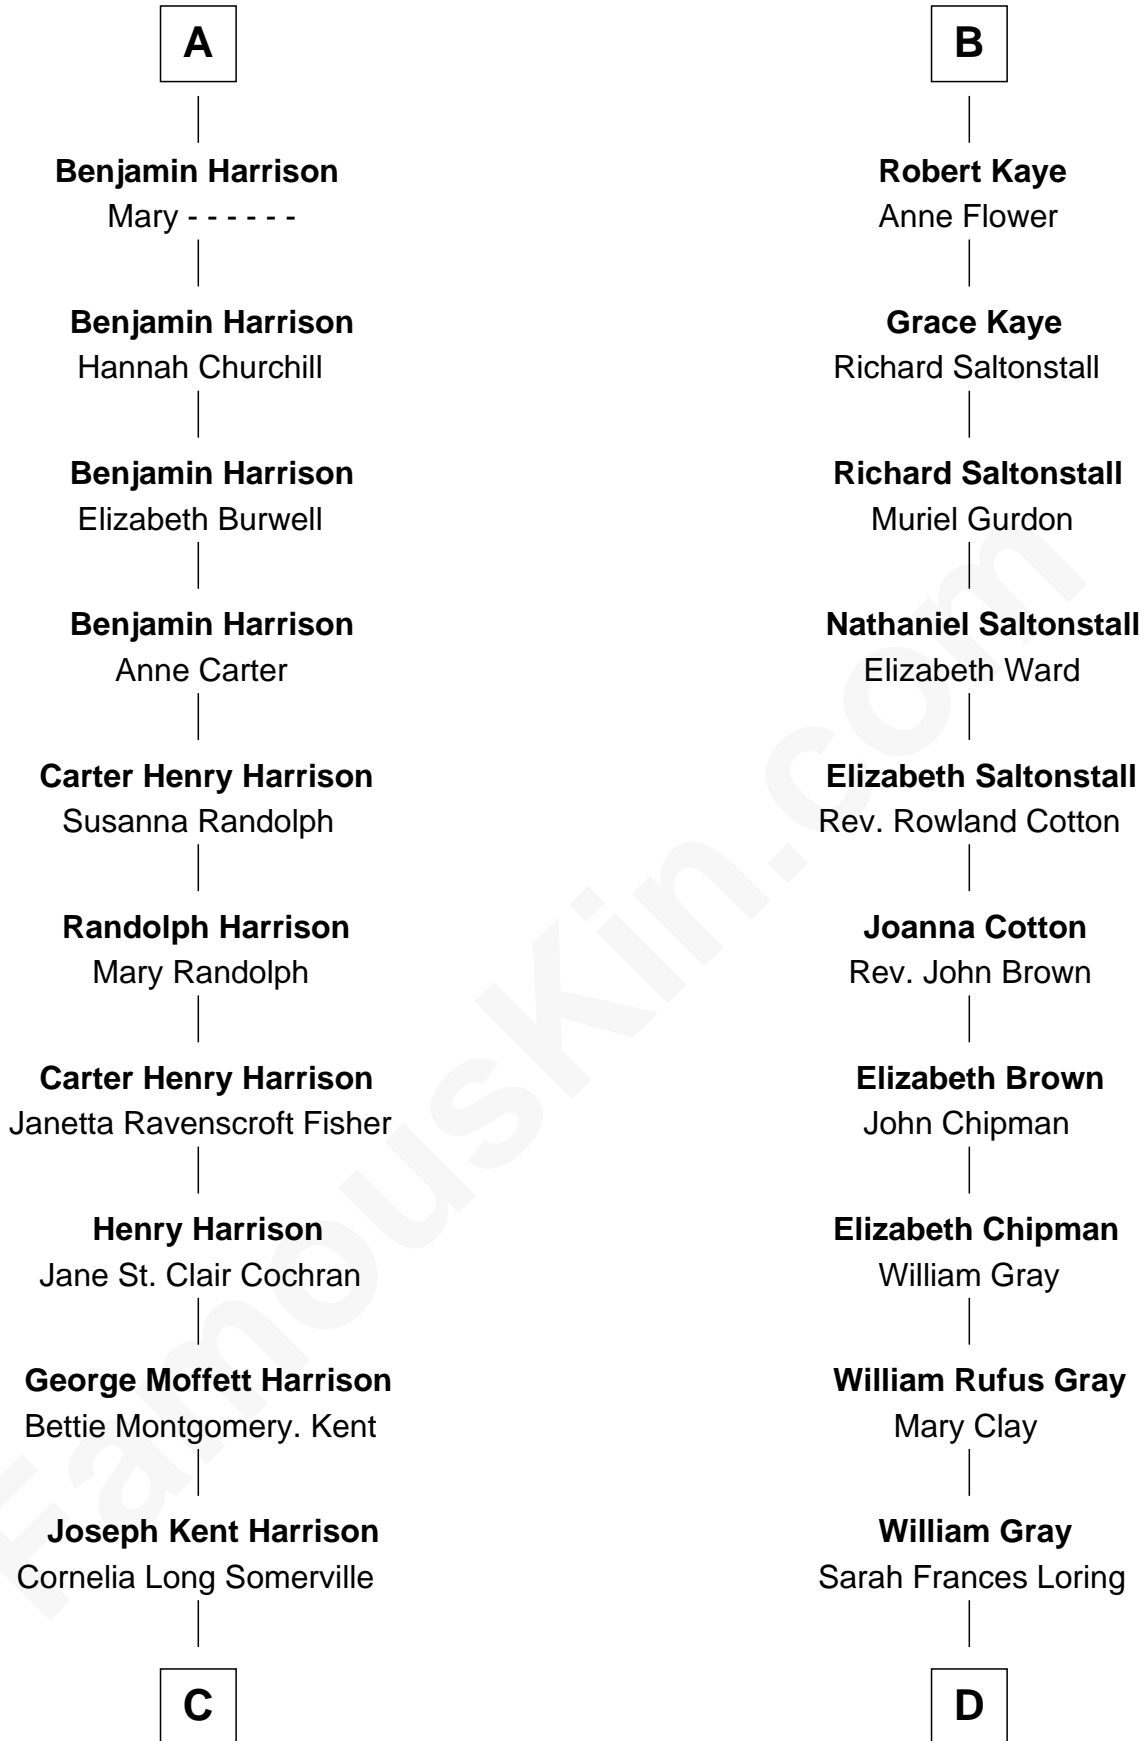 A
Benjamin Harrison
Mary - - - - - -
Benjamin Harrison
Hannah Churchill
Benjamin Harrison
Elizabeth Burwell
Benjamin Harrison
Anne Carter
Carter Henry Harrison
Susanna Randolph
Randolph Harrison
Mary Randolph
Carter Henry Harrison
Janetta Ravenscroft Fisher
Henry Harrison
Jane St. Clair Cochran
George Moffett Harrison
Bettie Montgomery. Kent
Joseph Kent Harrison
Cornelia Long Somerville
C
B
Robert Kaye
Anne Flower
Grace Kaye
Richard Saltonstall
Richard Saltonstall
Muriel Gurdon
Nathaniel Saltonstall
Elizabeth Ward
Elizabeth Saltonstall
Rev. Rowland Cotton
Joanna Cotton
Rev. John Brown
Elizabeth Brown
John Chipman
Elizabeth Chipman
William Gray
William Rufus Gray
Mary Clay
William Gray
Sarah Frances Loring
D
FamousKin.com